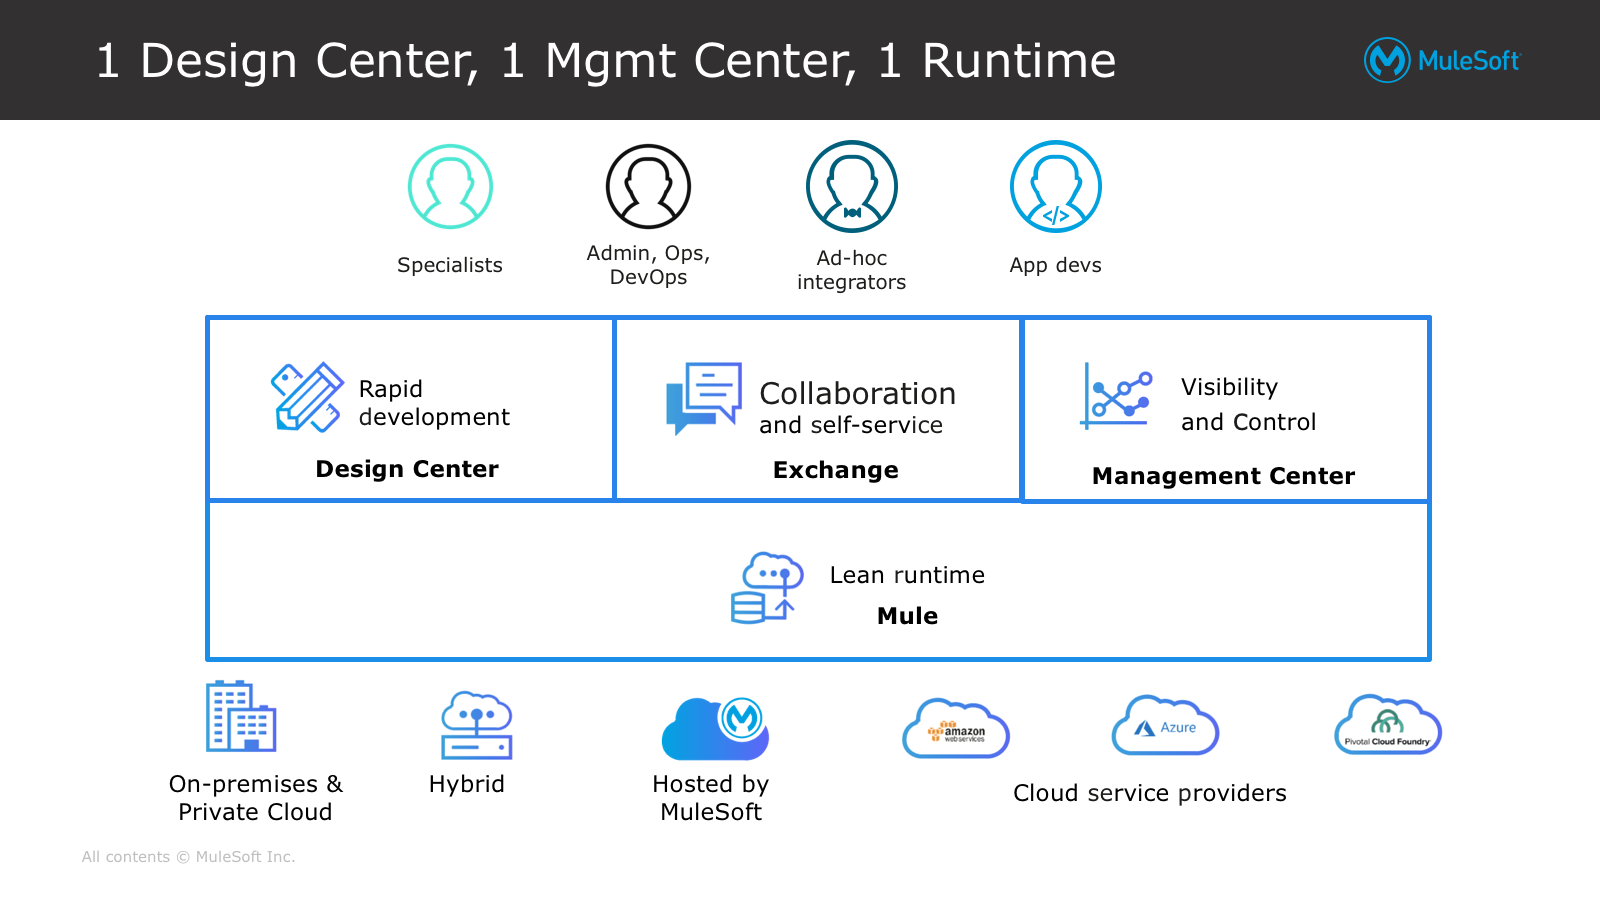 1 Design Center, 1 Mgmt Center, 1 Runtime
MuleSoft
Specialists
Admin, Ops,
DevOps
Ad-hoc
integrators
</>
App devs
Rapid
development
Design Center
Collaboration
and self-service
Exchange
Visibility
and Control
Management Center
Lean runtime
Mule
On-premises &
Private Cloud
Hybrid
Hosted by
MuleSoft
amazon
web services
Azure
Pivotal Cloud Foundry
Cloud service providers
All contents © MuleSoft Inc.